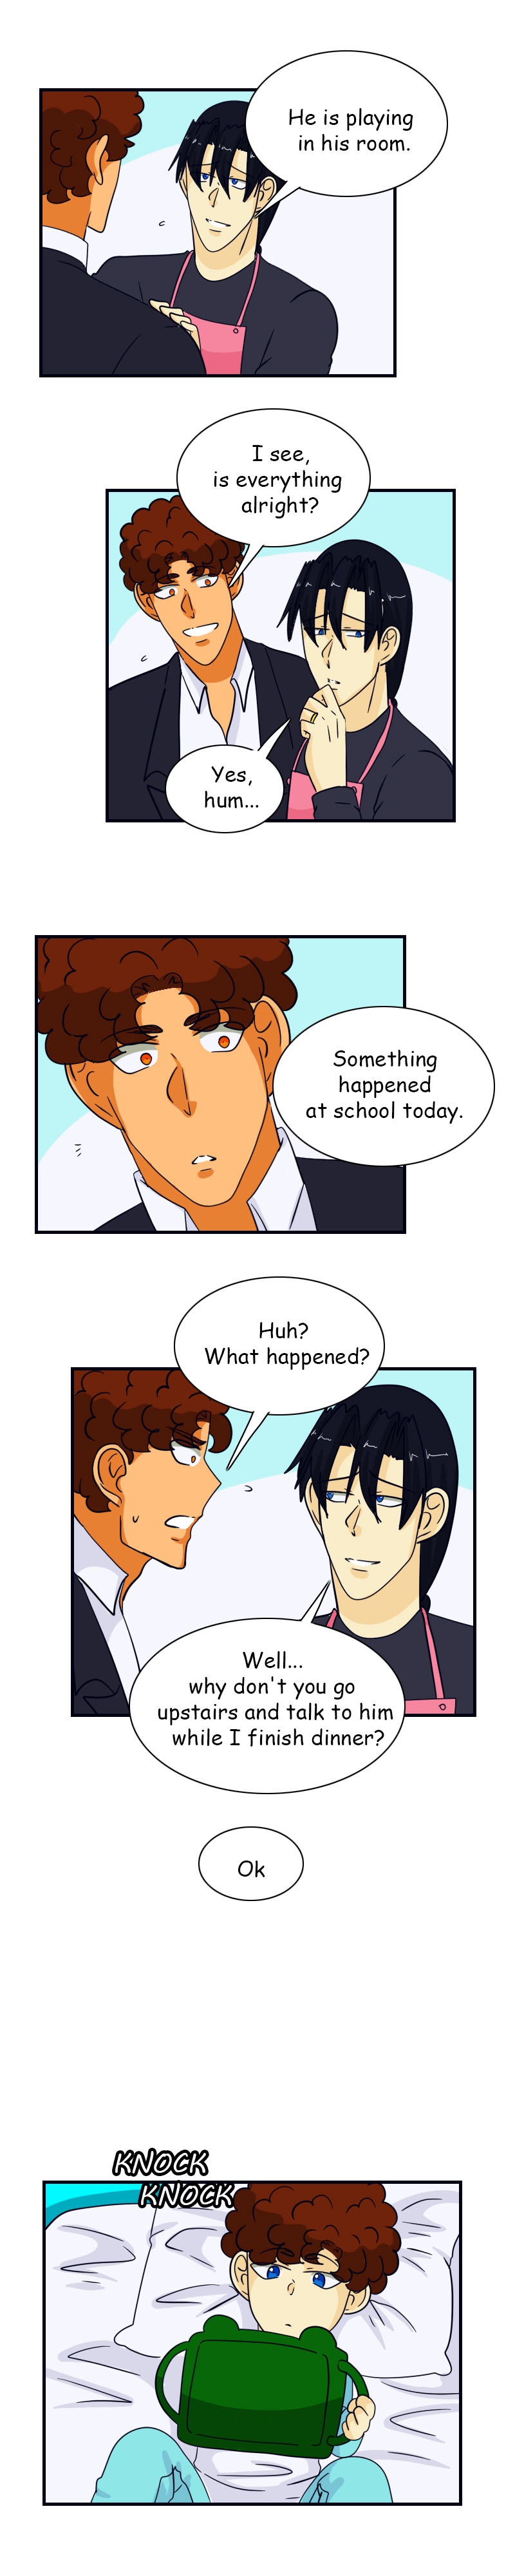 He is playing
in his room.
I see,
is everything
alright?
Yes,
hum...
Something
happened
at school today.
Huh?
What happened?
Well...
why don't you go
upstairs and talk to him
while I finish dinner?
Ok
KNOCK
KNOCK